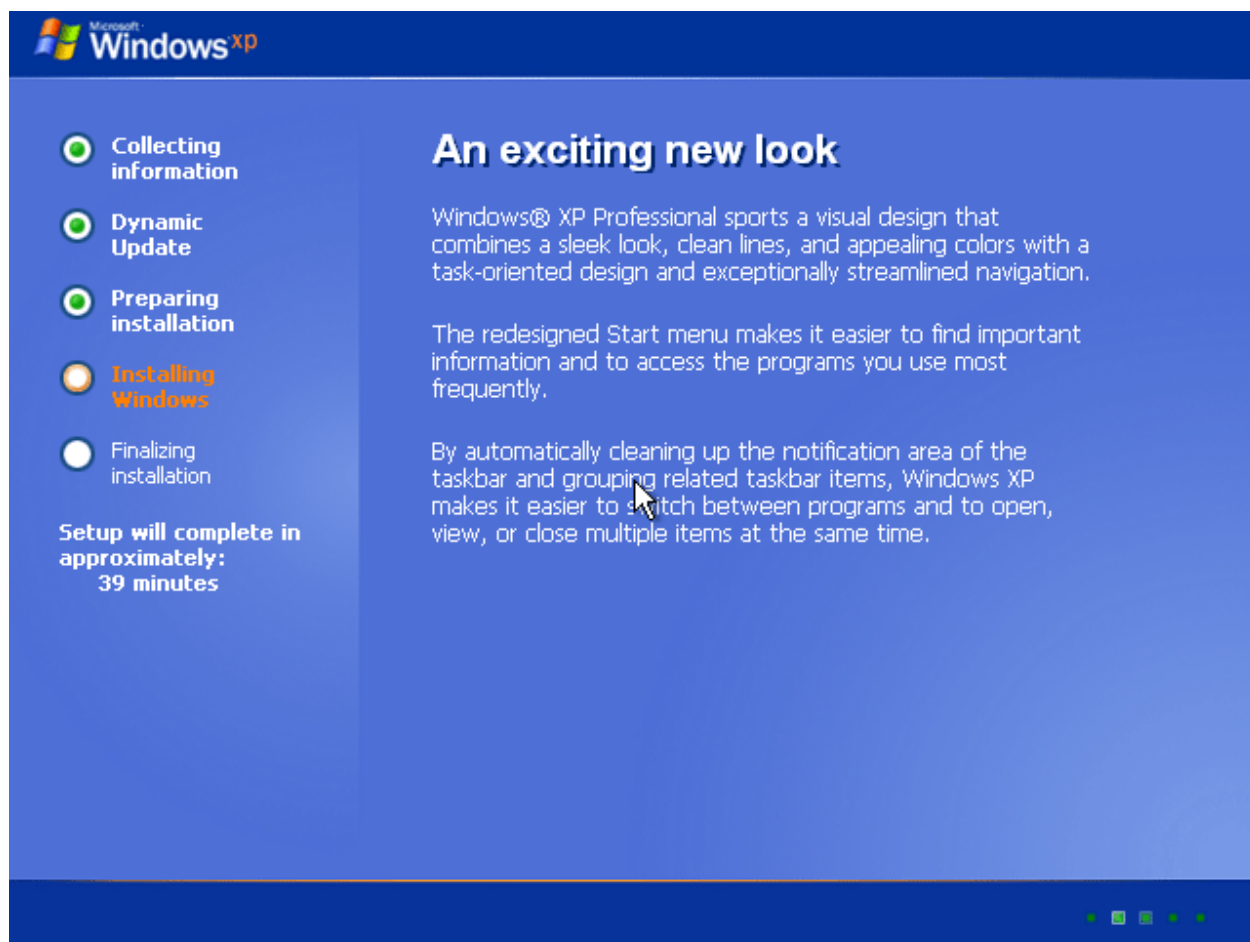 Microsoft
Windows xp
Collecting
information
Dynamic
Update
Preparing
installation
Installing
Windows
Finalizing
installation
Setup will complete in
approximately:
39 minutes
An exciting new look
Windows® XP Professional sports a visual design that
combines a sleek look, clean lines, and appealing colors with a
task-oriented design and exceptionally streamlined navigation.
The redesigned Start menu makes it easier to find important
information and to access the programs you use most
frequently.
By automatically cleaning up the notification area of the
taskbar and grouping related taskbar items, Windows XP
makes it easier to switch between programs and to open,
view, or close multiple items at the same time.